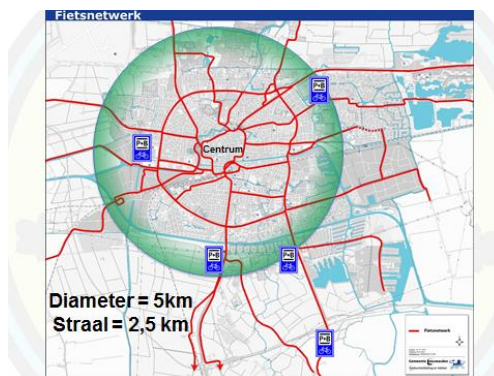 Fietsnetwerk
P+B
P+B
Centrum
P+B
P+B
Diameter = 5km
Straal = 2,5 km
P+B
Fietsnetwerk